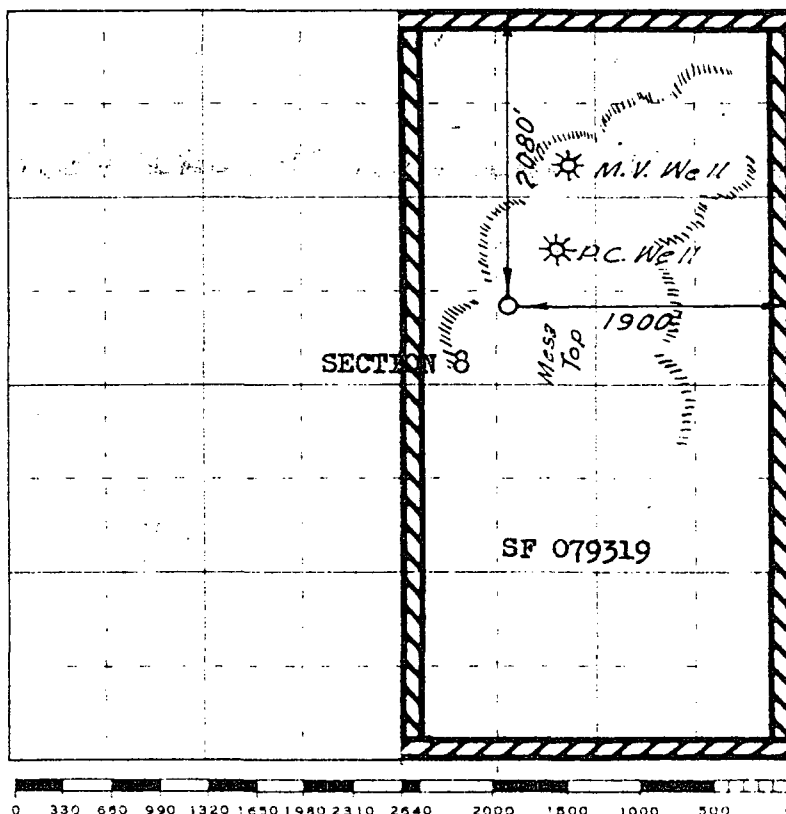 2080'
M.V. Well
P.C. Well
1900
Mesa
Top
SECTION 8
SF 079319
0 330 660 990 1320 1650 1980 2310 2640 2000 1500 1000 500